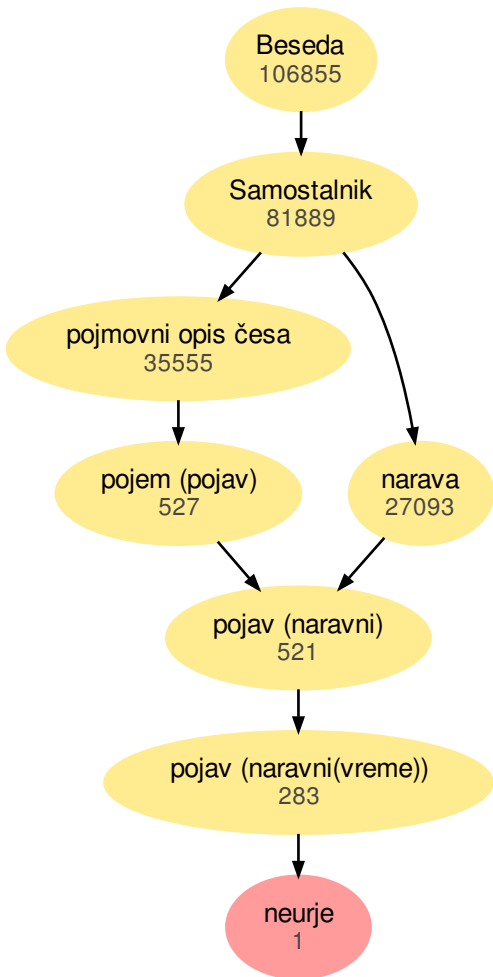 Beseda
106855
Samostalnik
81889
pojmovni opis česa
35555
pojem (pojav)
527
narava
27093
pojav (naravni)
521
pojav (naravni(vreme))
283
neurje
1